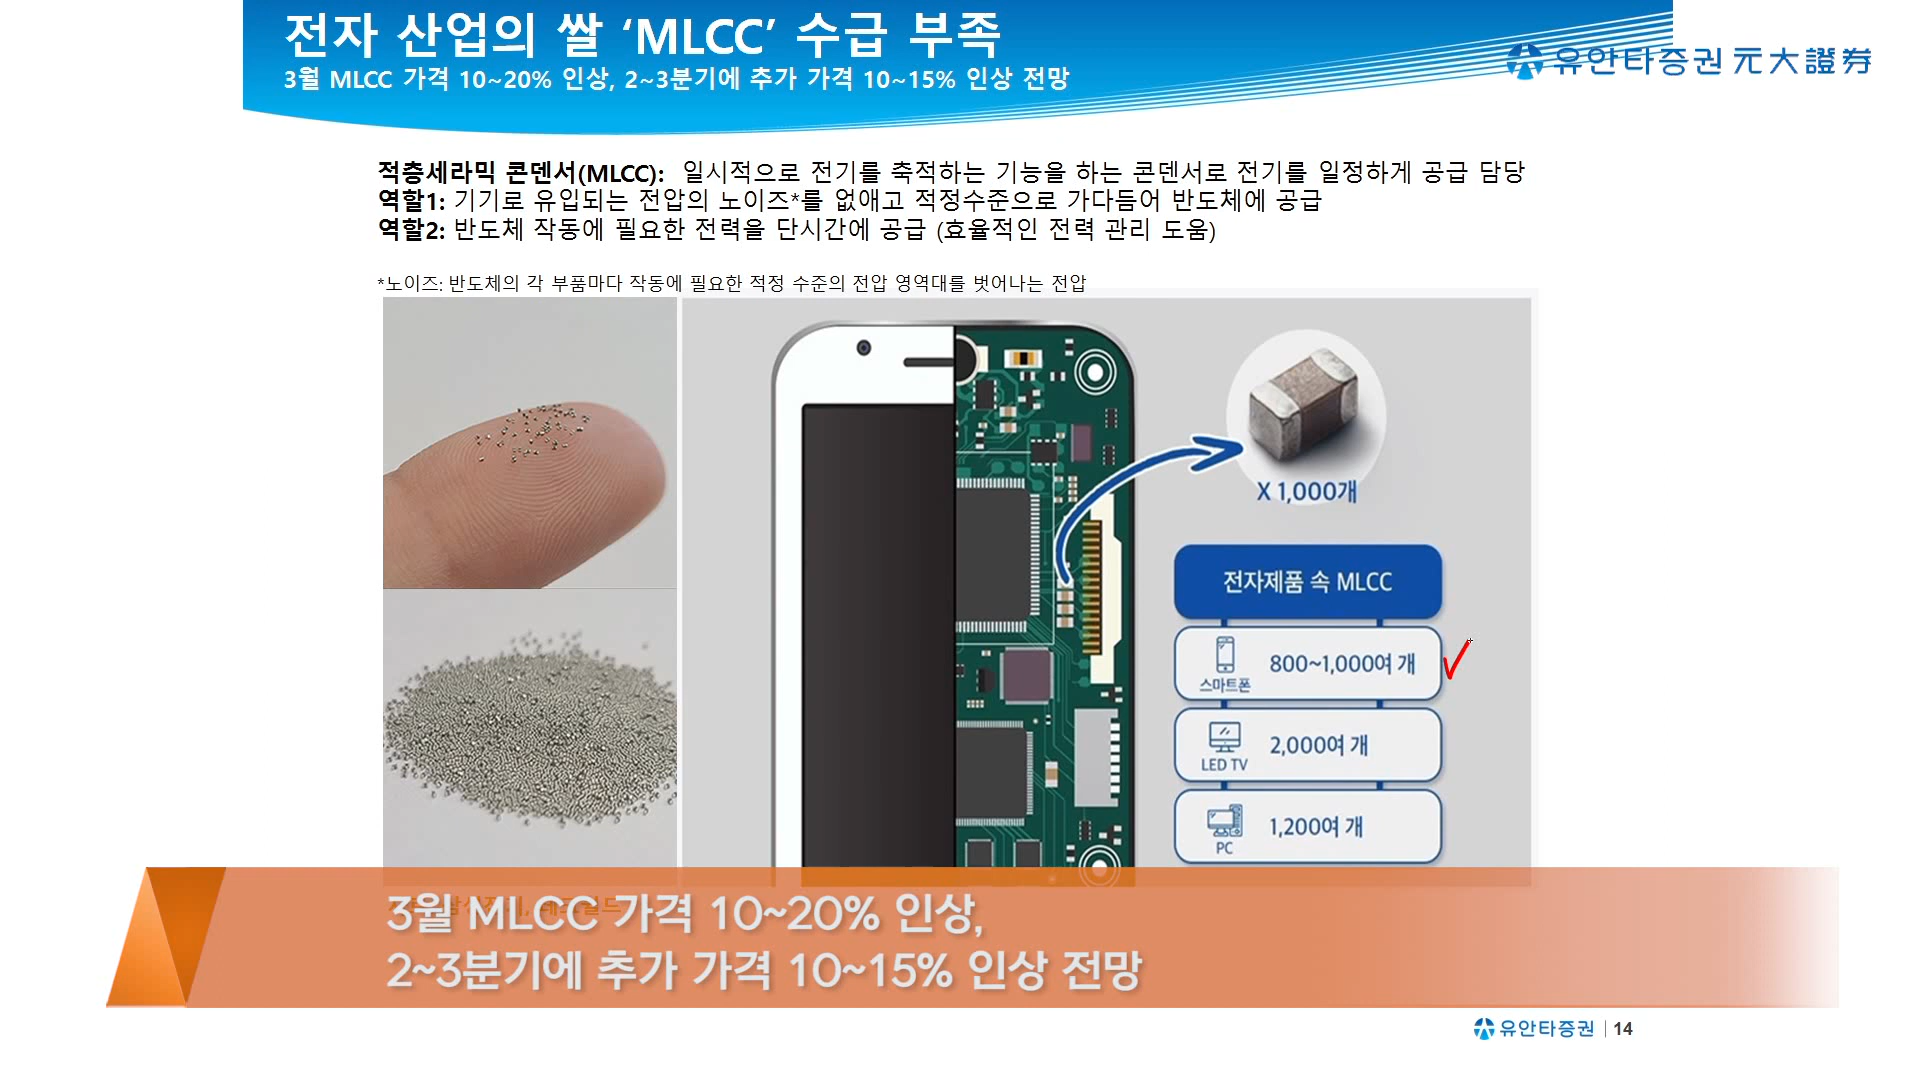 전자 산업의 쌀 ‘MLCC’ 수급 부족
3월 MLCC 가격 10~20% 인상, 2~3분기에 추가 가격 10~15% 인상 전망
유안타증권 元大證券
적층세라믹 콘덴서(MLCC): 일시적으로 전기를 축적하는 기능을 하는 콘덴서로 전기를 일정하게 공급 담당
역할1: 기기로 유입되는 전압의 노이즈*를 없애고 적정수준으로 가다듬어 반도체에 공급
역할2: 반도체 작동에 필요한 전력을 단시간에 공급 (효율적인 전력 관리 도움)
*노이즈: 반도체의 각 부품마다 작동에 필요한 적정 수준의 전압 영역대를 벗어나는 전압
X 1,000개
전자제품 속 MLCC
800~1,000여 개
스마트폰
2,000여 개
LED TV
1,200여 개
PC
3월 MLCC 가격 10~20% 인상,
2~3분기에 추가 가격 10~15% 인상 전망
유안타증권 | 14